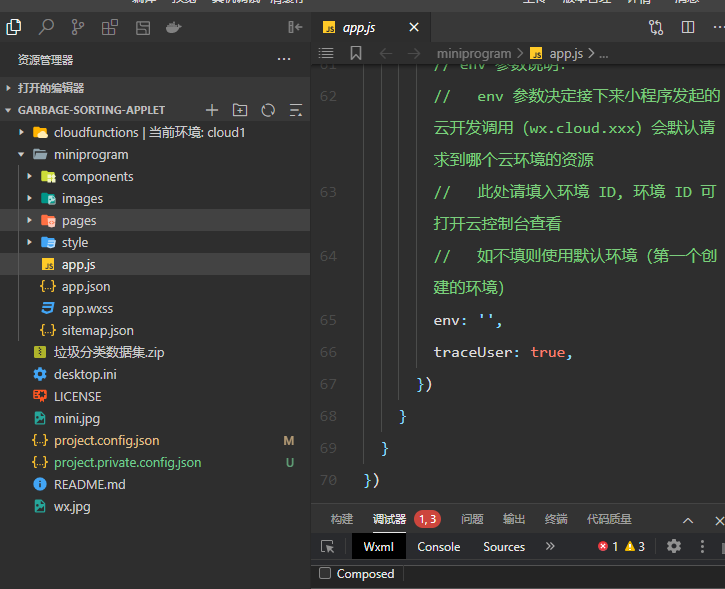 app.js
资源管理器
打开的编辑器
GARBAGE-SORTING-APPLET
cloudfunctions | 当前环境: cloud1
miniprogram
components
images
pages
style
app.js
app.json
app.wxss
sitemap.json
垃圾分类数据集.zip
desktop.ini
LICENSE
mini.jpg
project.config.json M
project.private.config.json U
README.md
wx.jpg
miniprogram > app.js > ...
61 // env 参数说明:
62 // env 参数决定接下来小程序发起的
云开发调用（wx.cloud.xxx）会默认请
求到哪个云环境的资源
63 // 此处请填入环境 ID, 环境 ID 可
打开云控制台查看
64 // 如不填则使用默认环境（第一个创
建的环境）
65 env: '',
66 traceUser: true,
67 })
68 }
69 }
70 })
构建 调试器 1, 3 问题 输出 终端 代码质量
Wxml Console Sources » 1 3
Composed